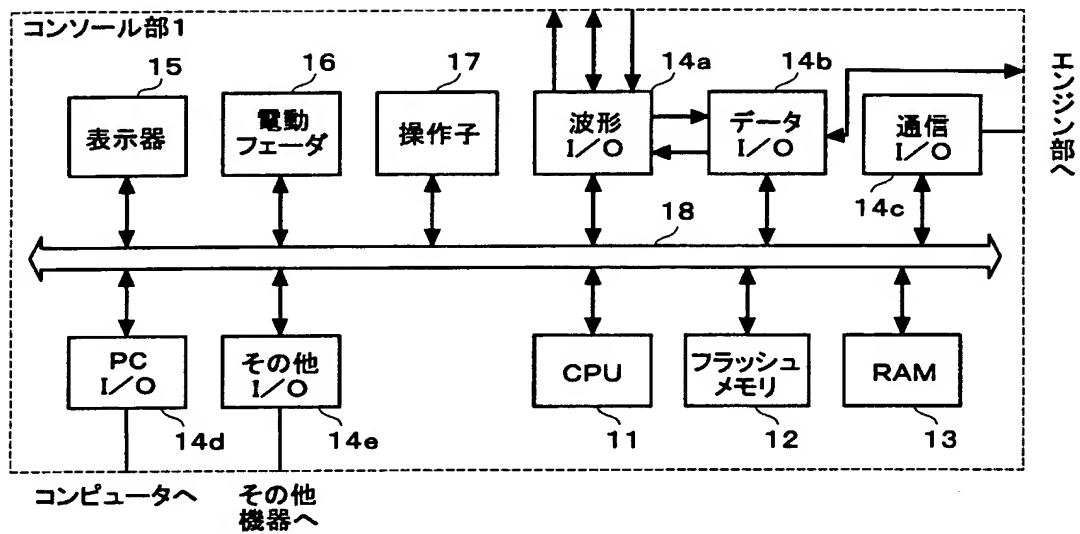 コンソール部1
15
16
17
14a
14b
表示器
電動
フェーダ
操作子
波形
I/O
データ
I/O
通信
I/O
14c
エンジン部へ
18
PC
I/O
その他
I/O
CPU
フラッシュ
メモリ
RAM
14d
14e
11
12
13
コンピュータへ
その他
機器へ